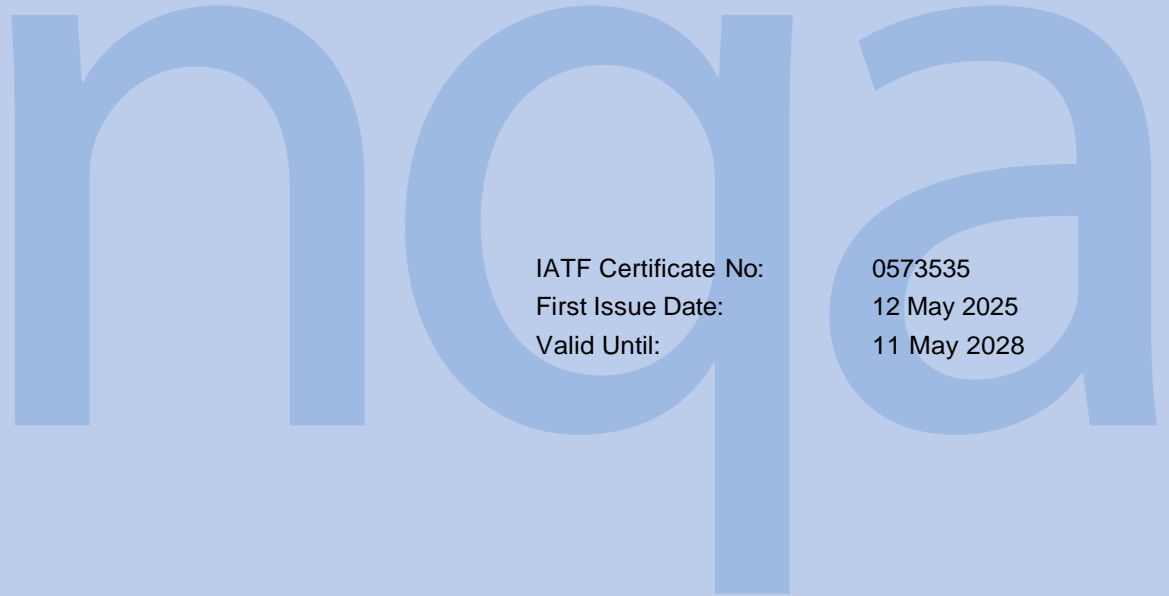 nqa
IATF Certificate No: 0573535
First Issue Date: 12 May 2025
Valid Until: 11 May 2028